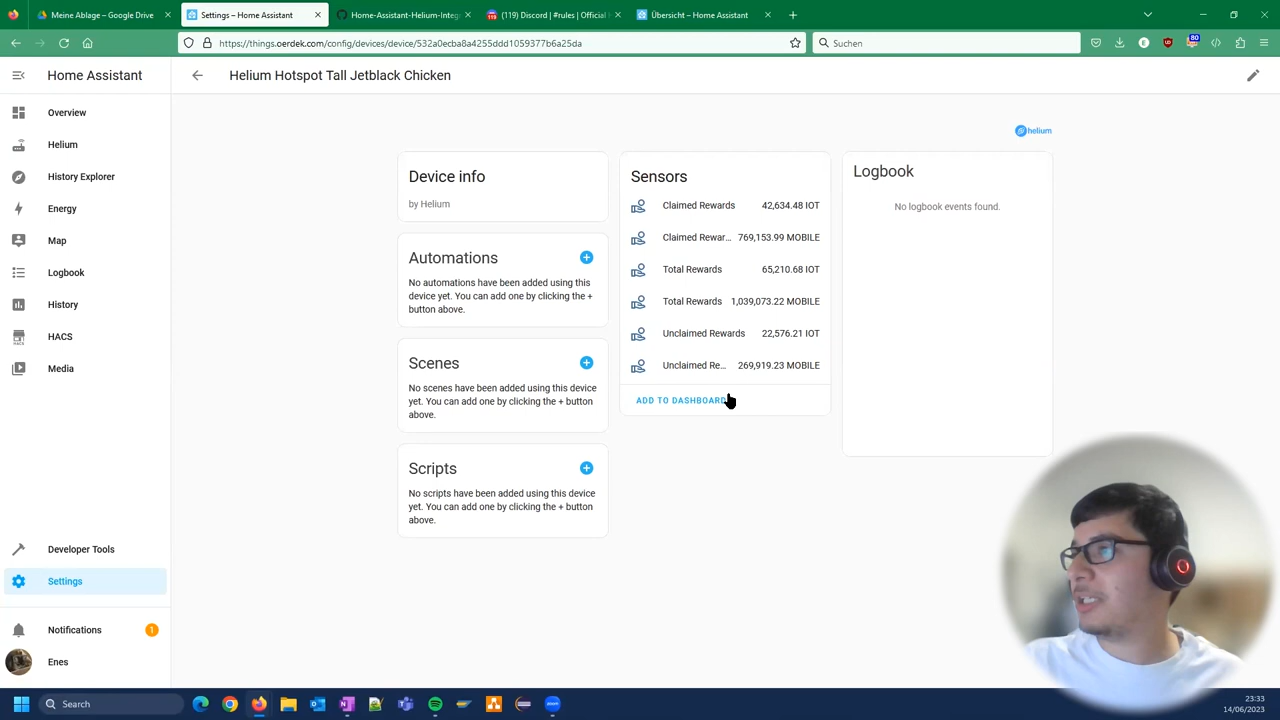 Meine Ablage – Google Drive
Settings – Home Assistant
Home-Assistant-Helium-Integr
(119) Discord | #rules | Official H
Übersicht – Home Assistant
https://things.oerdek.com/config/devices/device/532a0ecba8a4255ddd1059377b6a25da
Suchen
80
Home Assistant
Helium Hotspot Tall Jetblack Chicken
Overview
Helium
History Explorer
Energy
Map
Logbook
History
HACS
HACS
Media
Developer Tools
Settings
Notifications
1
Enes
helium
Device info
by Helium
Automations
No automations have been added using this
device yet. You can add one by clicking the +
button above.
Scenes
No scenes have been added using this device
yet. You can add one by clicking the + button
above.
Scripts
No scripts have been added using this device
yet. You can add one by clicking the + button
above.
Sensors
Claimed Rewards 42,634.48 IOT
Claimed Rewar... 769,153.99 MOBILE
Total Rewards 65,210.68 IOT
Total Rewards 1,039,073.22 MOBILE
Unclaimed Rewards 22,576.21 IOT
Unclaimed Re... 269,919.23 MOBILE
ADD TO DASHBOARD
Logbook
No logbook events found.
Search
23:33
14/06/2023